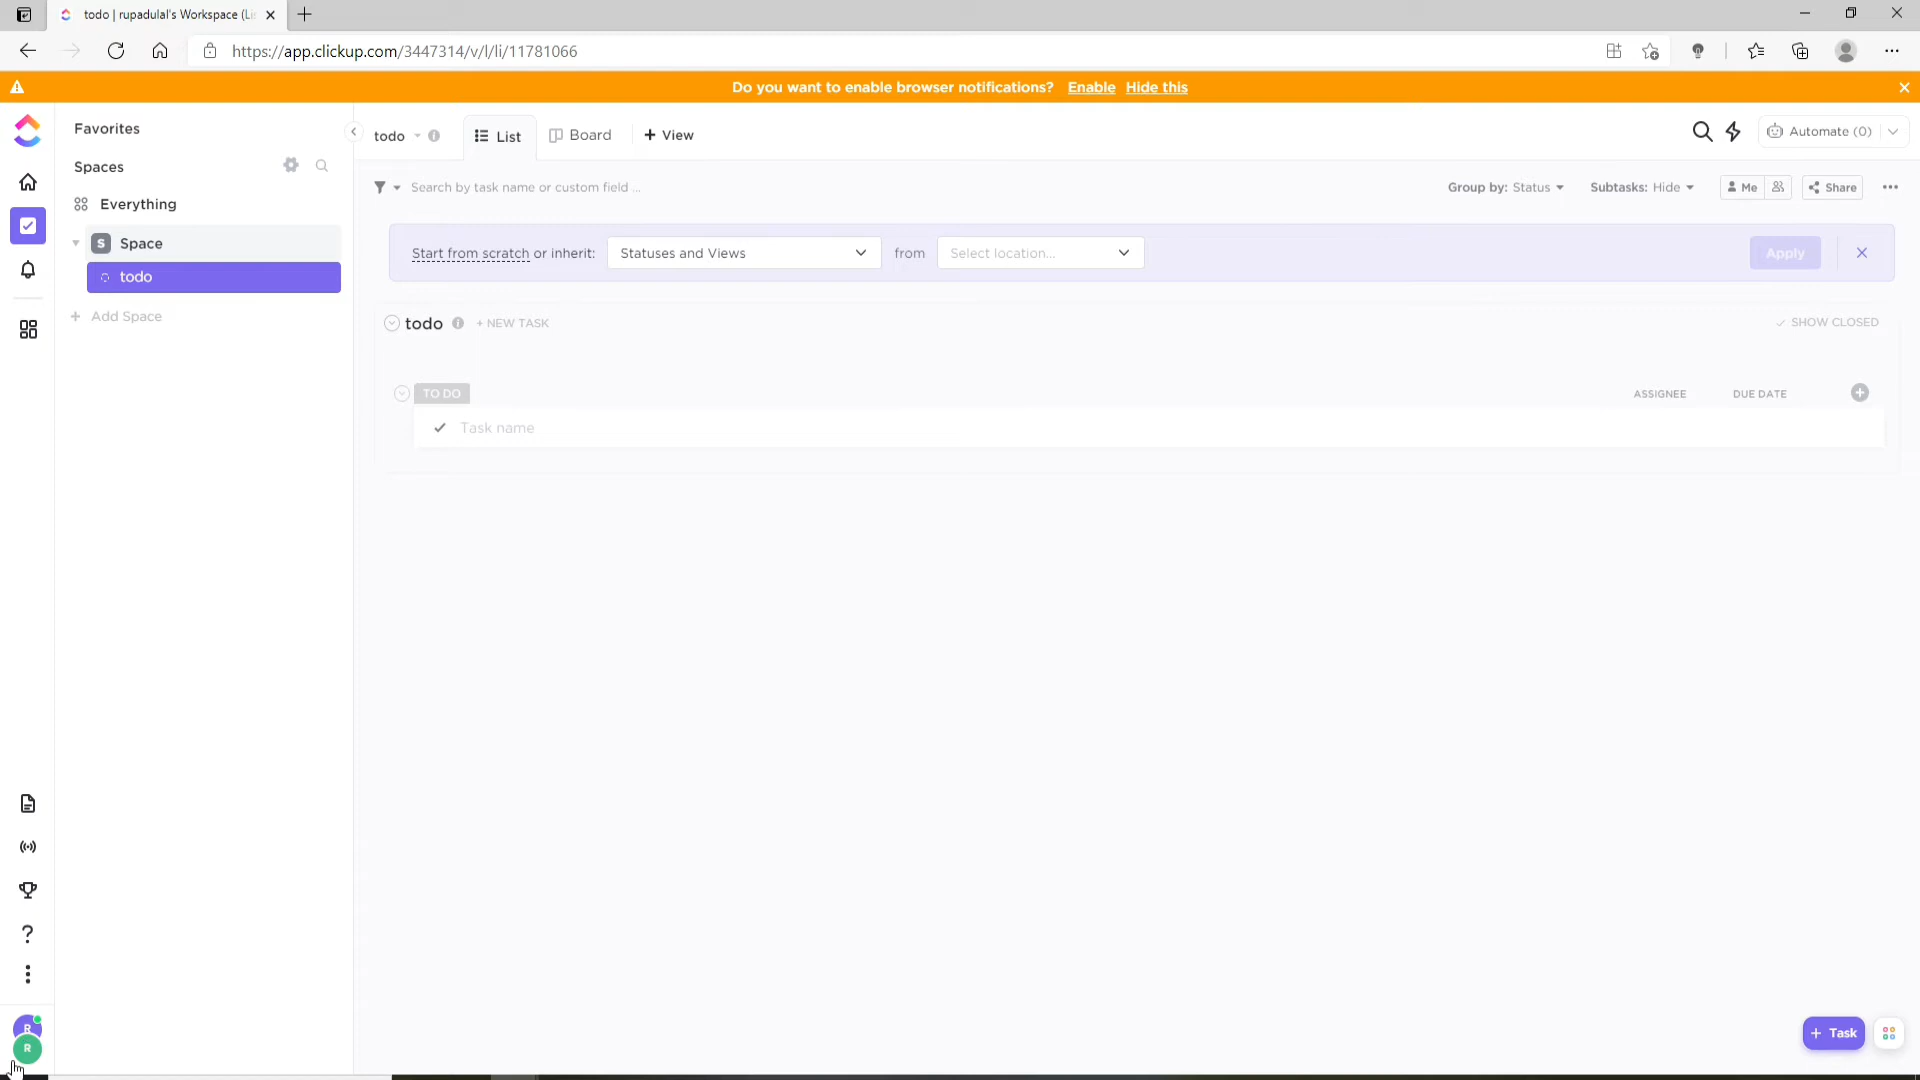 todo | rupadulal's Workspace (Li
https://app.clickup.com/3447314/v/l/li/11781066
Do you want to enable browser notifications? Enable Hide this
Favorites
Spaces
Everything
S Space
todo
+ Add Space
todo
List
Board
+ View
Automate (0)
Search by task name or custom field ...
Group by: Status
Subtasks: Hide
Me
Share
Start from scratch or inherit: Statuses and Views from Select location... Apply
todo + NEW TASK
SHOW CLOSED
TO DO
ASSIGNEE
DUE DATE
Task name
R
R
+ Task